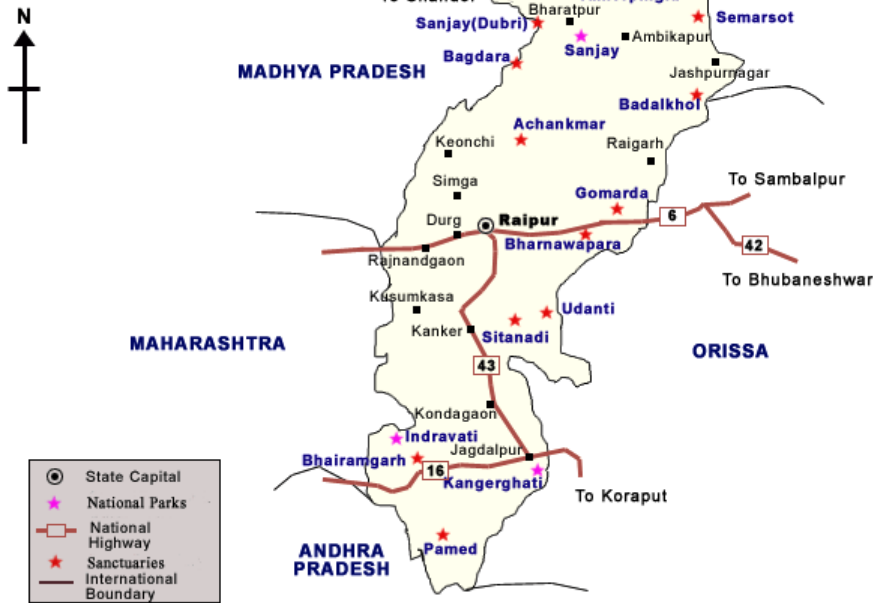 N
Bharatpur
Sanjay(Dubri)
Semarsot
Sanjay
Ambikapur
Bagdara
MADHYA PRADESH
Jashpurnagar
Badalkhol
Achankmar
Keonchi
Raigarh
Simga
To Sambalpur
Gomarda
Durg
Raipur
6
Bharnawapara
42
Rajnandgaon
To Bhubaneshwar
Kusumkasa
Udanti
Kanker
Sitanadi
MAHARASHTRA
ORISSA
43
Kondagaon
Indravati
Jagdalpur
Bhairamgarh
16
Kangerghati
To Koraput
Pamed
ANDHRA
PRADESH
State Capital
National Parks
National
Highway
Sanctuaries
International
Boundary